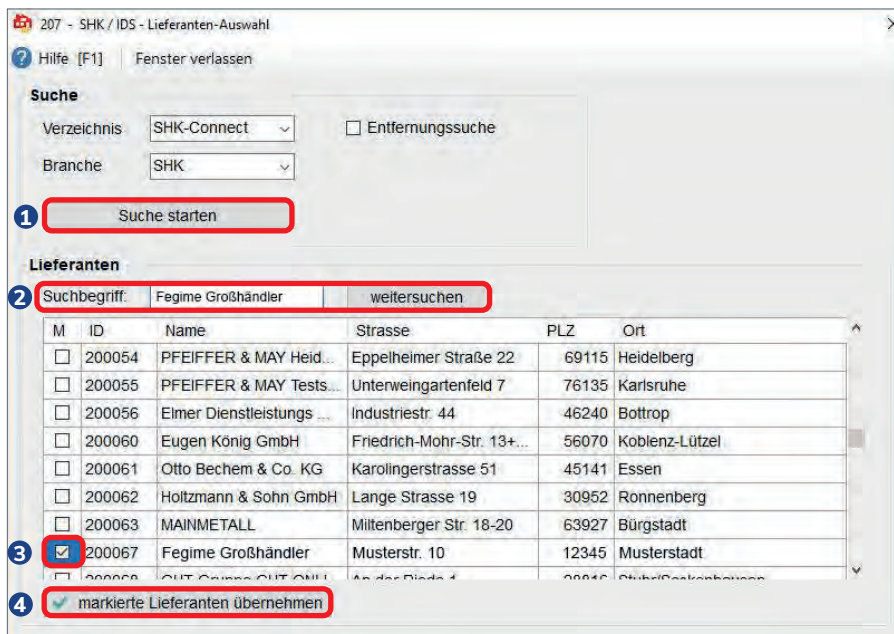 207 - SHK / IDS - Lieferanten-Auswahl
Hilfe [F1] Fenster verlassen
Suche
Verzeichnis SHK-Connect Entfernungssuche
Branche SHK
1 Suche starten
Lieferanten
2 Suchbegriff: Fegime Großhändler weitersuchen
M ID Name Strasse PLZ Ort
200054 PFEIFFER & MAY Heid... Eppelheimer Straße 22 69115 Heidelberg
200055 PFEIFFER & MAY Tests... Unterweingartenfeld 7 76135 Karlsruhe
200056 Elmer Dienstleistungs ... Industriestr. 44 46240 Bottrop
200060 Eugen König GmbH Friedrich-Mohr-Str. 13+... 56070 Koblenz-Lützel
200061 Otto Bechem & Co. KG Karolingerstrasse 51 45141 Essen
200062 Holtzmann & Sohn GmbH Lange Strasse 19 30952 Ronnenberg
200063 MAINMETALL Miltenberger Str. 18-20 63927 Bürgstadt
3 200067 Fegime Großhändler Musterstr. 10 12345 Musterstadt
4 markierte Lieferanten übernehmen